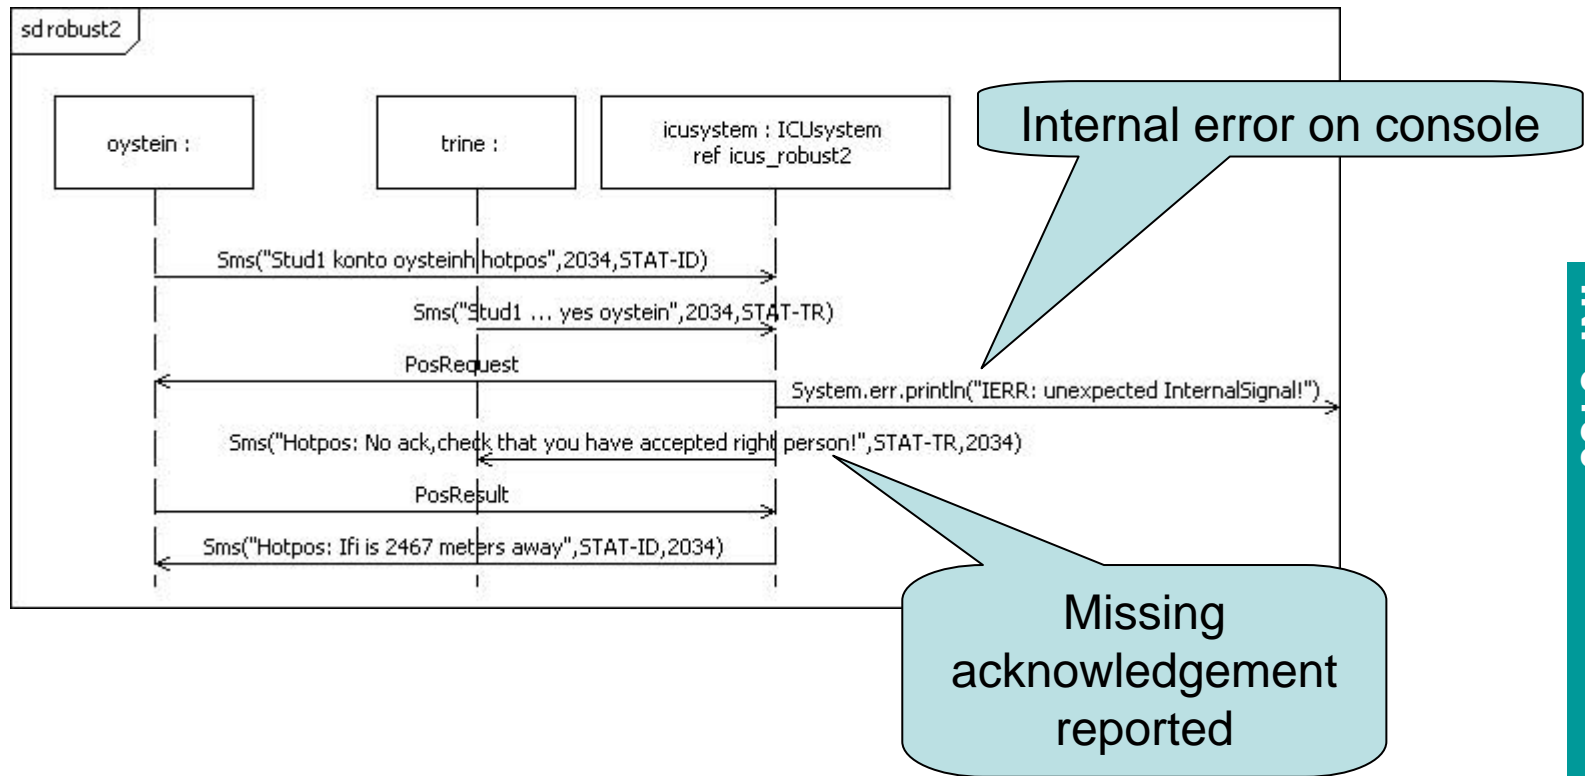 sd robust2
oystein :
trine :
icusystem : ICUsystem
ref icus_robust2
Internal error on console
Sms("Stud1 konto oysteinh hotpos",2034,STAT-ID)
Sms("Stud1 ... yes oystein",2034,STAT-TR)
PosRequest
System.err.println("IERR: unexpected InternalSignal!")
Sms("Hotpos: No ack,check that you have accepted right person!",STAT-TR,2034)
PosResult
Sms("Hotpos: Ifi is 2467 meters away",STAT-ID,2034)
Missing
acknowledgement
reported